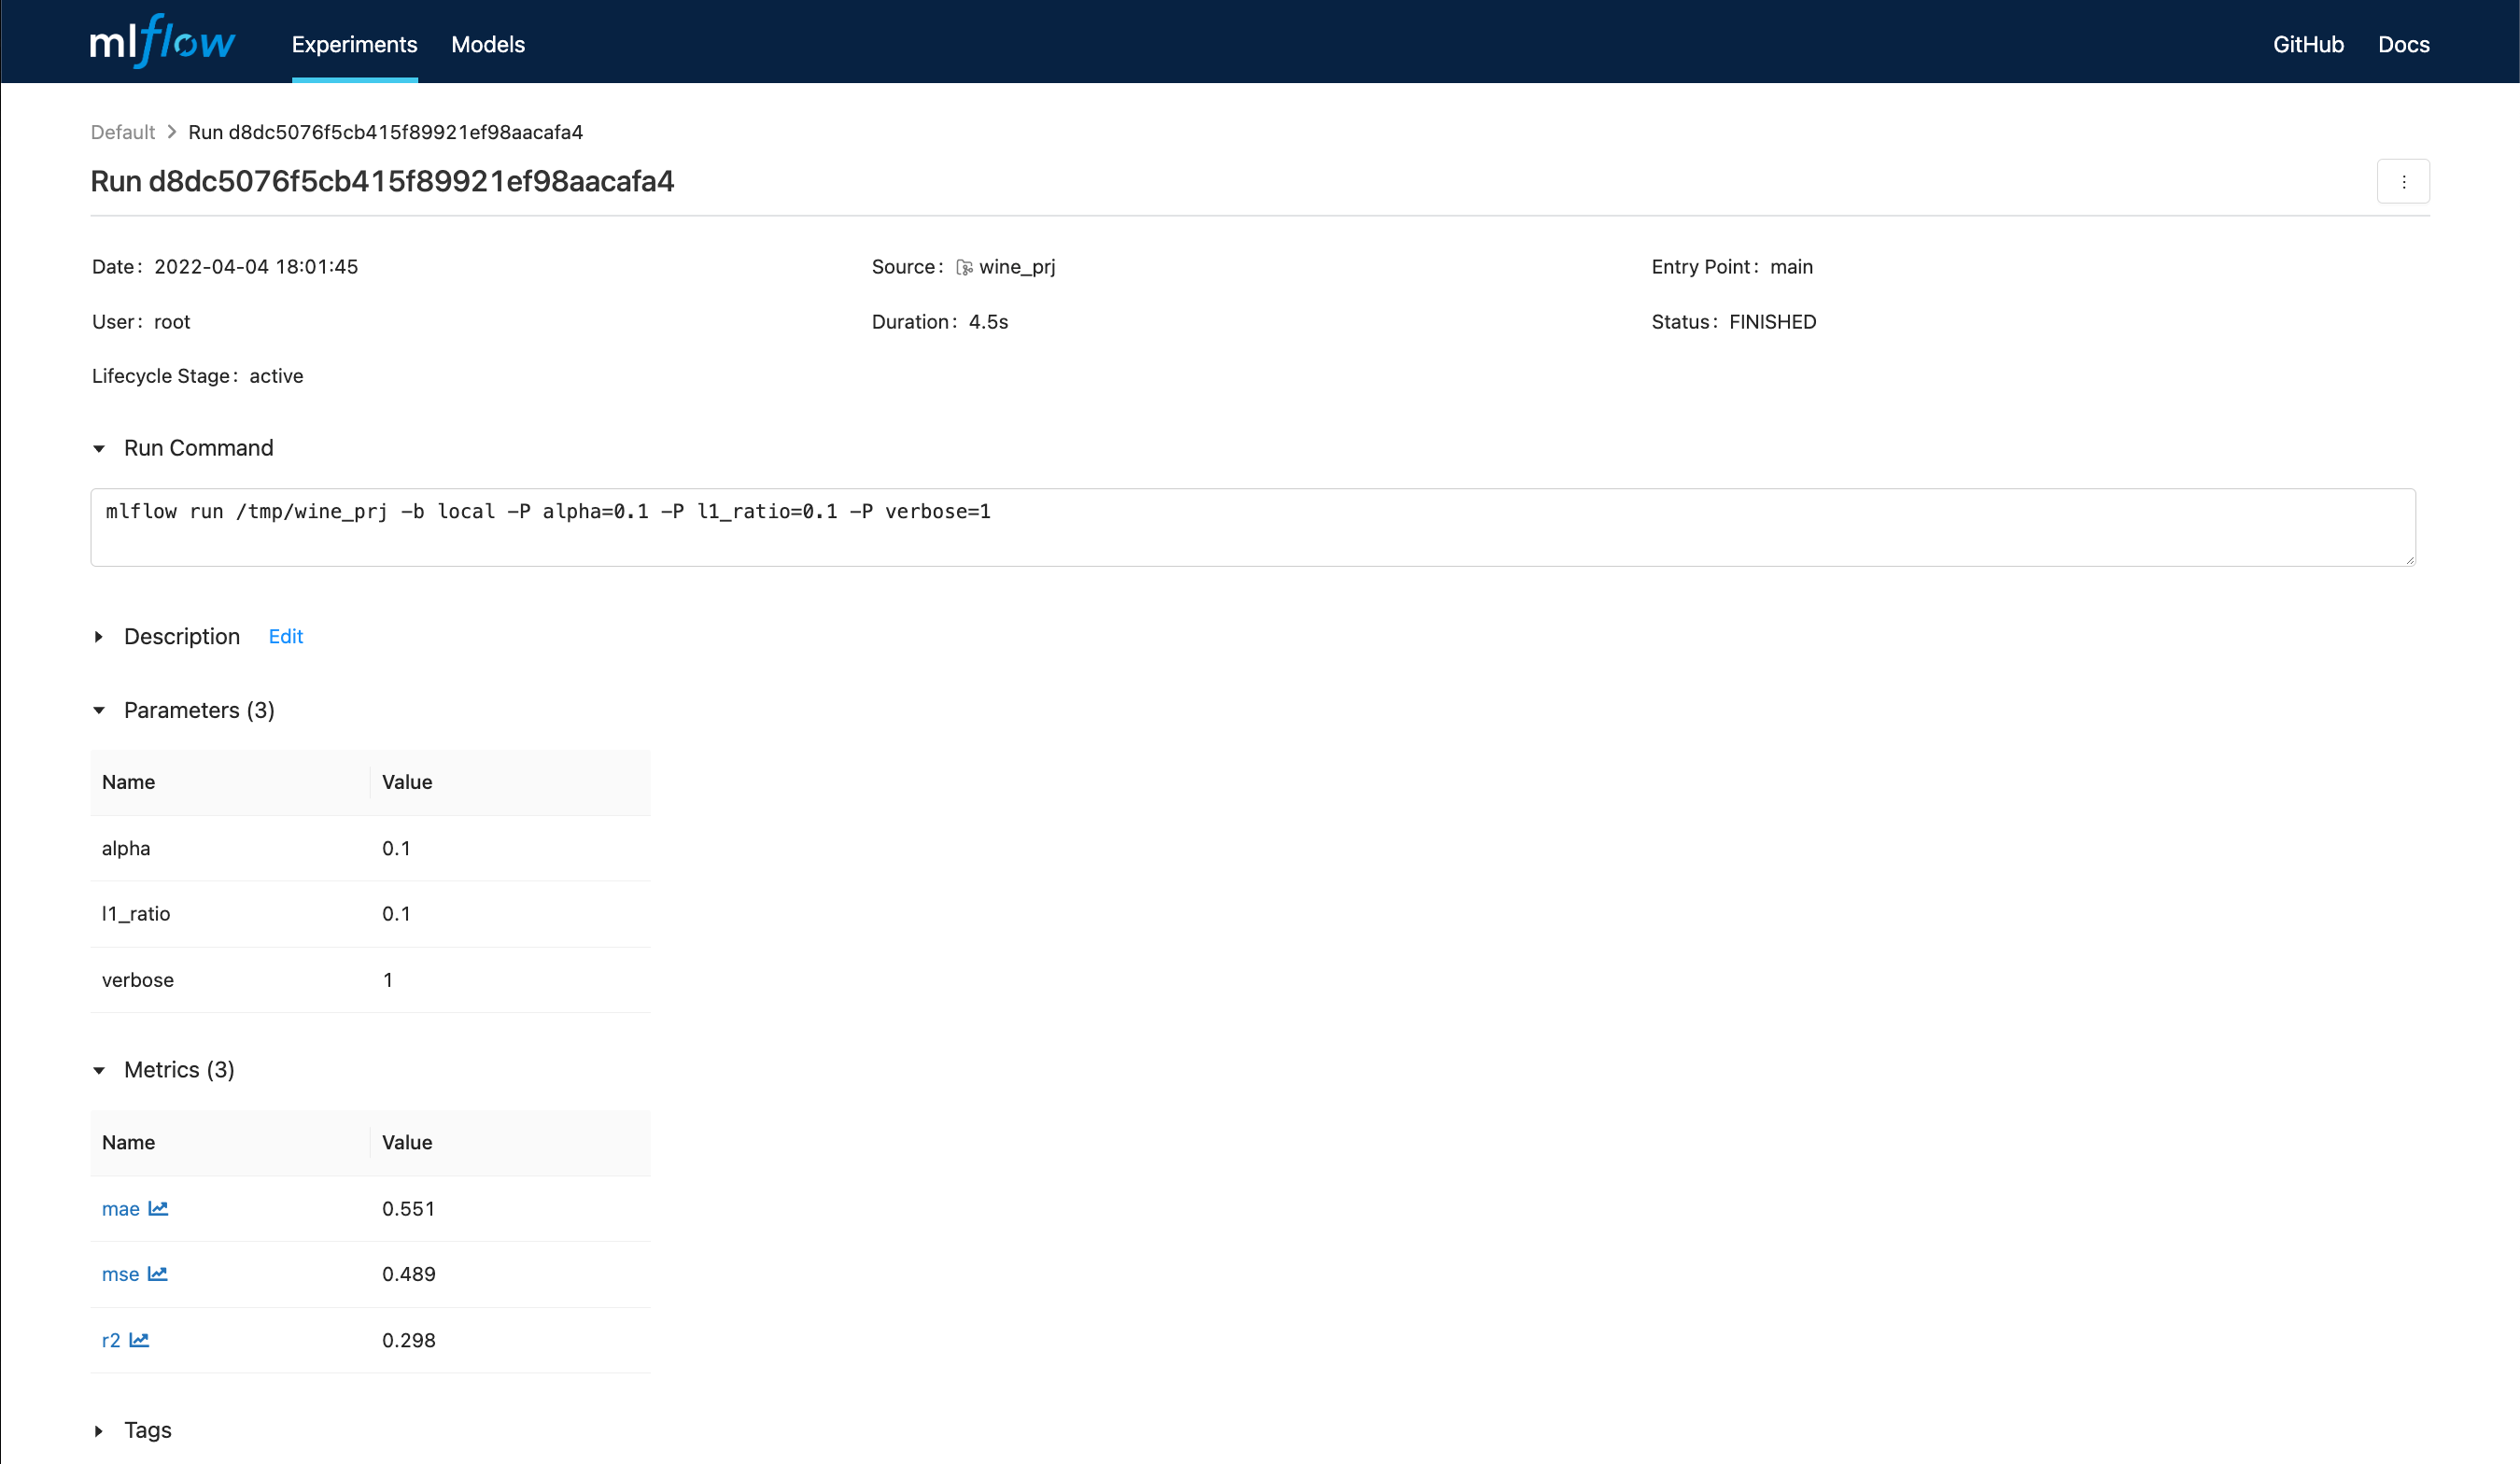 mlflow Experiments Models GitHub Docs
Default > Run d8dc5076f5cb415f89921ef98aacafa4
Run d8dc5076f5cb415f89921ef98aacafa4
Date: 2022-04-04 18:01:45 Source: wine_prj Entry Point: main
User: root Duration: 4.5s Status: FINISHED
Lifecycle Stage: active
Run Command
mlflow run /tmp/wine_prj -b local -P alpha=0.1 -P l1_ratio=0.1 -P verbose=1
Description Edit
Parameters (3)
Name Value
alpha 0.1
l1_ratio 0.1
verbose 1
Metrics (3)
Name Value
mae 0.551
mse 0.489
r2 0.298
Tags